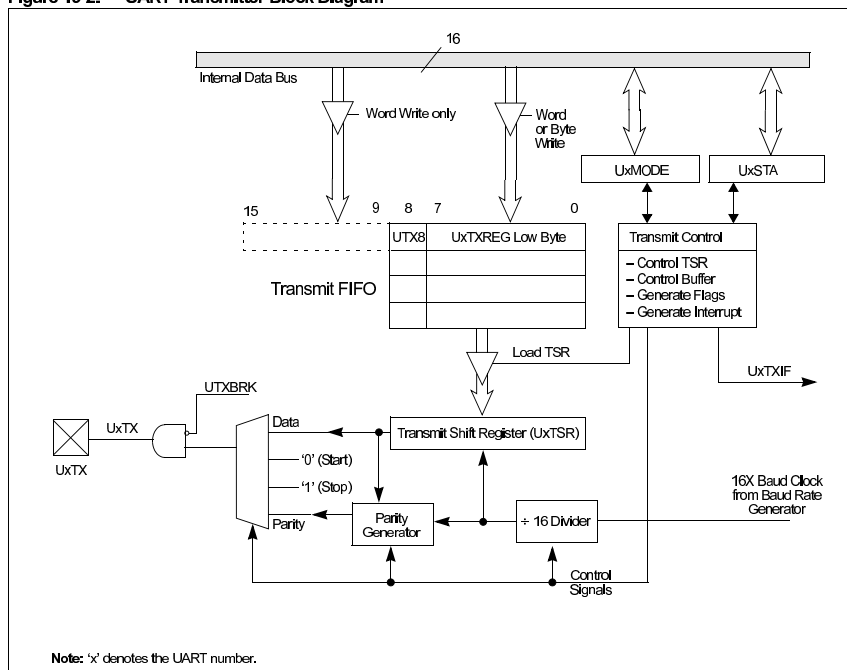 Figure 19-2: UART Transmitter Block Diagram
16
Internal Data Bus
Word Write only
Word
or Byte
Write
UxMODE
UxSTA
15
9
8
7
0
UTX8
UxTXREG Low Byte
Transmit Control
– Control TSR
– Control Buffer
– Generate Flags
– Generate Interrupt
Transmit FIFO
Load TSR
UxTXIF
UTXBRK
Data
UxTX
UxTX
Transmit Shift Register (UxTSR)
‘0’ (Start)
‘1’ (Stop)
16X Baud Clock
from Baud Rate
Generator
Parity
Parity
Generator
÷ 16 Divider
Control
Signals
Note: ‘x’ denotes the UART number.